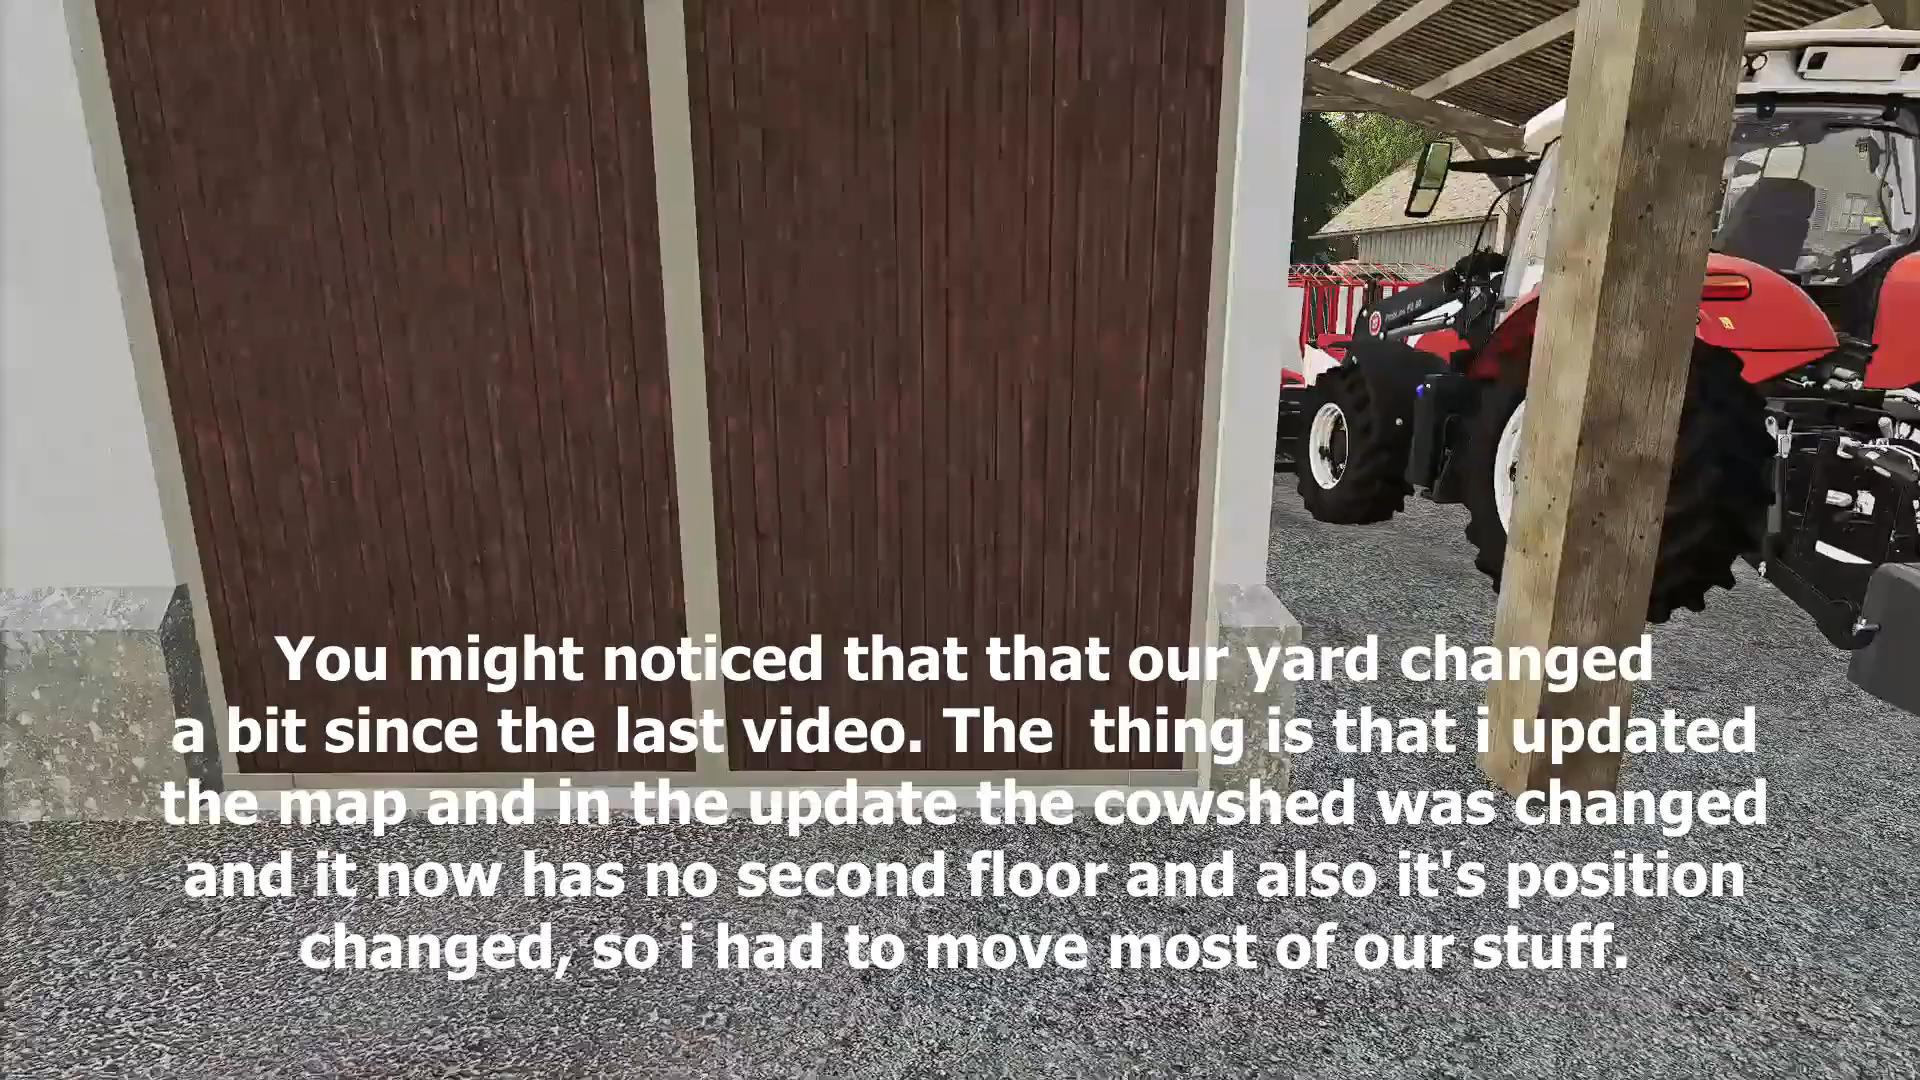 You might noticed that that our yard changed
a bit since the last video. The  thing is that i updated
the map and in the update the cowshed was changed
and it now has no second floor and also it's position
changed, so i had to move most of our stuff.